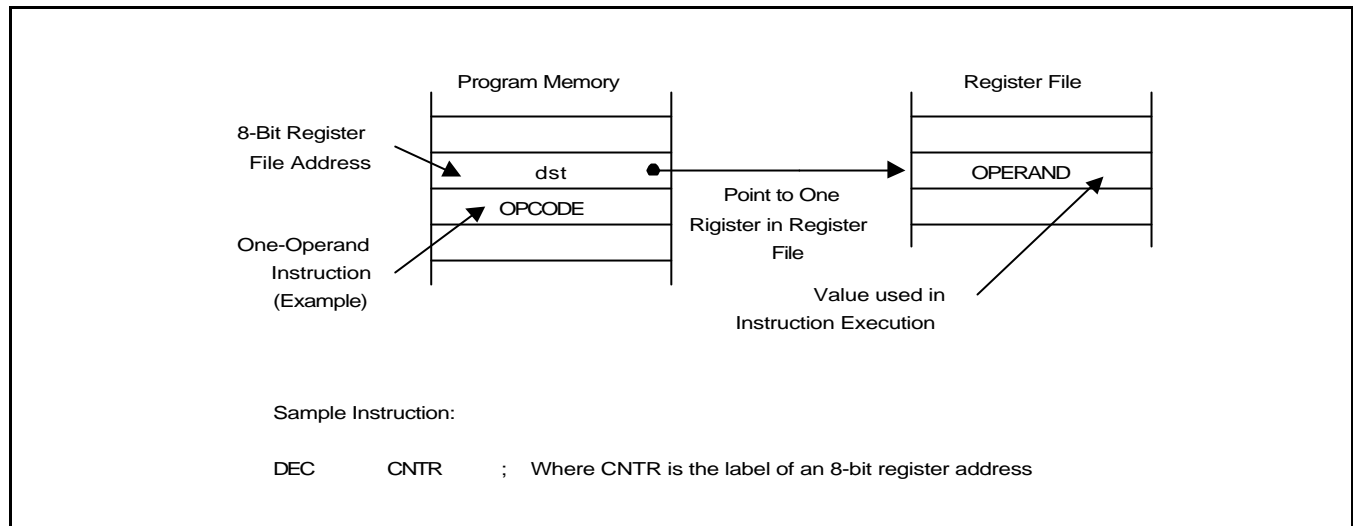 Program Memory
Register File
8-Bit Register
File Address
dst
OPERAND
OPCODE
Point to One
Rigister in Register
File
One-Operand
Instruction
(Example)
Value used in
Instruction Execution
Sample Instruction:
DEC CNTR ; Where CNTR is the label of an 8-bit register address